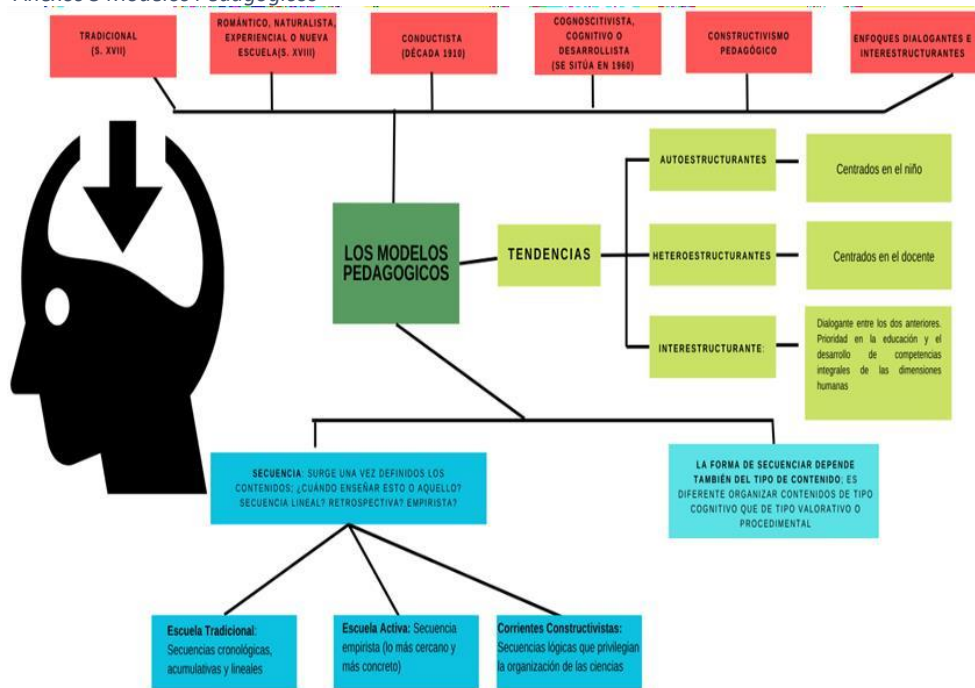 Anexos 3 Modelos Pedagógicos
TRADICIONAL
(S. XVII)
ROMÁNTICO, NATURALISTA,
EXPERIENCIAL O NUEVA
ESCUELA(S. XVIII)
CONDUCTISTA
(DÉCADA 1910)
COGNOSCITIVISTA,
COGNITIVO O
DESARROLLISTA
(SE SITÚA EN 1960)
CONSTRUCTIVISMO
PEDAGÓGICO
ENFOQUES DIALOGANTES E
INTERESTRUCTURANTES
LOS MODELOS
PEDAGOGICOS
TENDENCIAS
AUTOESTRUCTURANTES
Centrados en el niño
HETEROESTRUCTURANTES
Centrados en el docente
INTERESTRUCTURANTE:
Dialogante entre los dos anteriores.
Prioridad en la educación y el
desarrollo de competencias
integrales de las dimensiones
humanas
SECUENCIA: SURGE UNA VEZ DEFINIDOS LOS
CONTENIDOS; ¿CUÁNDO ENSEÑAR ESTO O AQUELLO?
SECUENCIA LINEAL? RETROSPECTIVA? EMPIRISTA?
LA FORMA DE SECUENCIAR DEPENDE
TAMBIÉN DEL TIPO DE CONTENIDO; ES
DIFERENTE ORGANIZAR CONTENIDOS DE TIPO
COGNITIVO QUE DE TIPO VALORATIVO O
PROCEDIMENTAL
Escuela Tradicional:
Secuencias cronológicas,
acumulativas y lineales
Escuela Activa: Secuencia
empirista (lo más cercano y
más concreto)
Corrientes Constructivistas:
Secuencias lógicas que privilegian
la organización de las ciencias